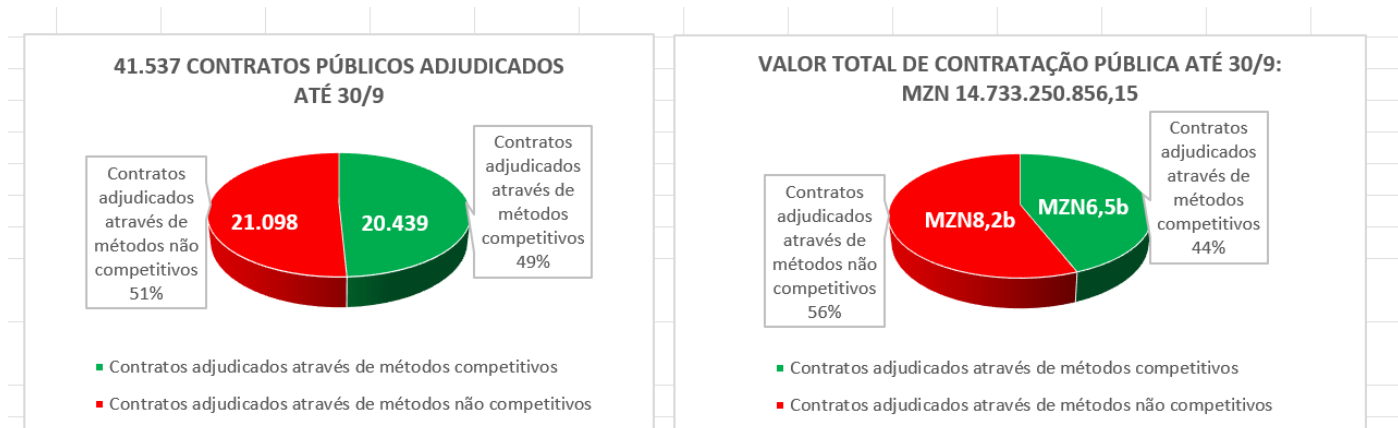 41.537 CONTRATOS PÚBLICOS ADJUDICADOS
ATÉ 30/9
Contratos
adjudicados
através de
métodos não
competitivos
51%
21.098
20.439
Contratos
adjudicados
através de
métodos
competitivos
49%
Contratos adjudicados através de métodos competitivos
Contratos adjudicados através de métodos não competitivos
VALOR TOTAL DE CONTRATAÇÃO PÚBLICA ATÉ 30/9:
MZN 14.733.250.856,15
Contratos
adjudicados
através de
métodos não
competitivos
56%
MZN8,2b
MZN6,5b
Contratos
adjudicados
através de
métodos
competitivos
44%
Contratos adjudicados através de métodos competitivos
Contratos adjudicados através de métodos não competitivos